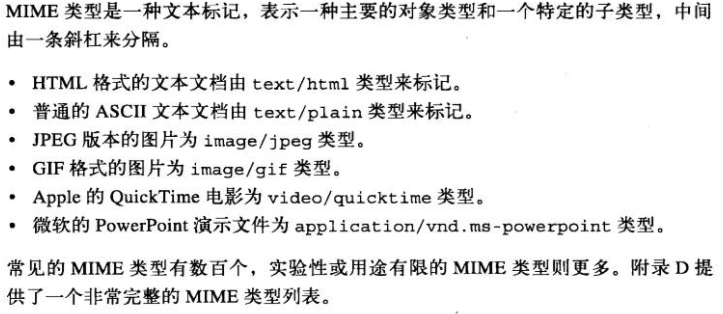 MIME 类型是一种文本标记，表示一种主要的对象类型和一个特定的子类型，中间
由一条斜杠来分隔。
• HTML 格式的文本文档由 text/html 类型来标记。
• 普通的 ASCII 文本文档由 text/plain 类型来标记。
• JPEG 版本的图片为 image/jpeg 类型。
• GIF 格式的图片为 image/gif 类型。
• Apple 的 QuickTime 电影为 video/quicktime 类型。
• 微软的 PowerPoint 演示文件为 application/vnd.ms-powerpoint 类型。
常见的 MIME 类型有数百个，实验性或用途有限的 MIME 类型则更多。附录 D 提
供了一个非常完整的 MIME 类型列表。